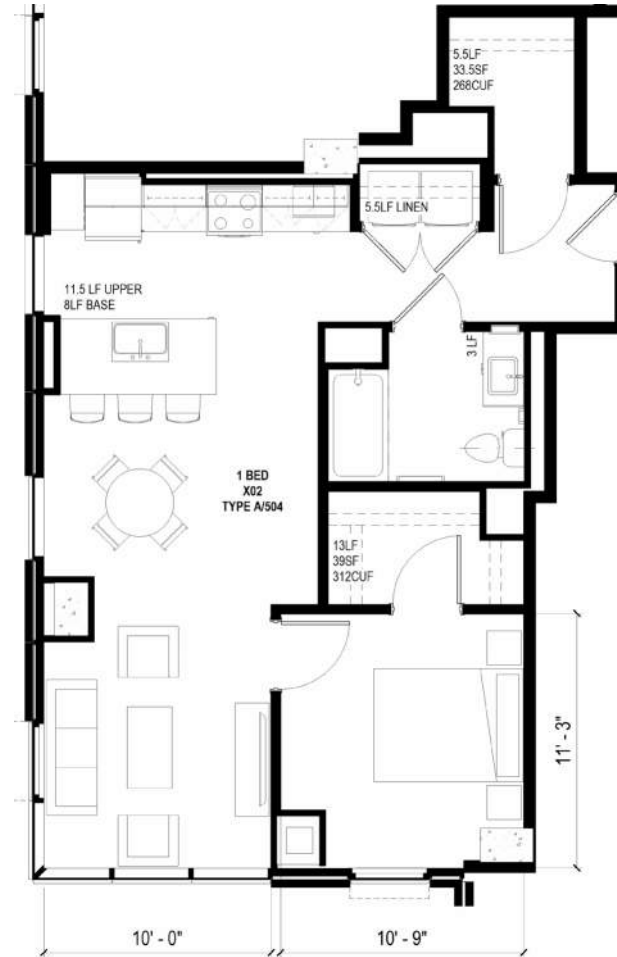 5.5LF
33.5SF
268CUF
5.5LF LINEN
11.5 LF UPPER
8LF BASE
3 LF
1 BED
X02
TYPE A/504
13LF
39SF
312CUF
11' - 3"
10' - 0"
10' - 9"